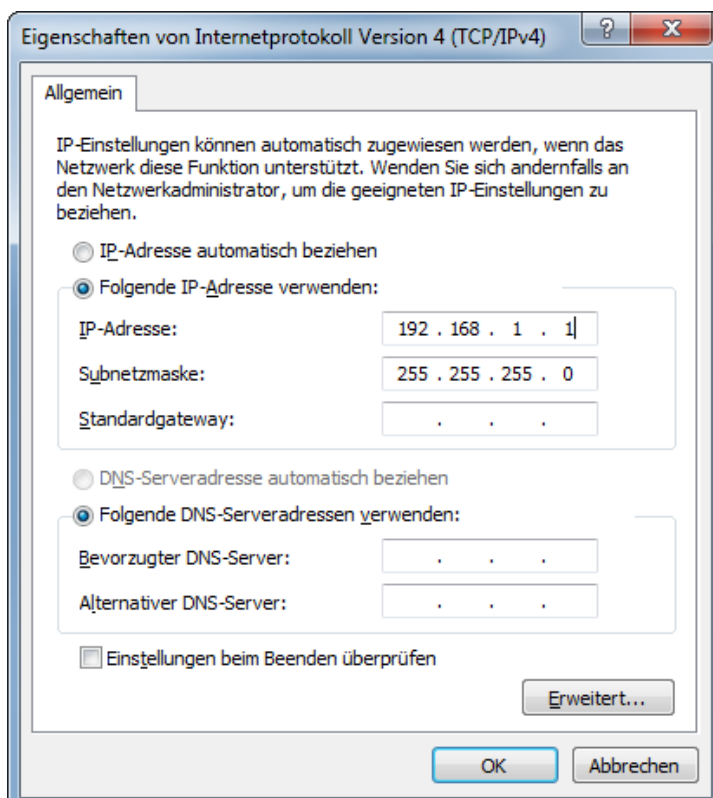 Eigenschaften von Internetprotokoll Version 4 (TCP/IPv4)
?
Allgemein
IP-Einstellungen können automatisch zugewiesen werden, wenn das
Netzwerk diese Funktion unterstützt. Wenden Sie sich andernfalls an
den Netzwerkadministrator, um die geeigneten IP-Einstellungen zu
beziehen.
IP-Adresse automatisch beziehen
Folgende IP-Adresse verwenden:
IP-Adresse: 192 . 168 . 1 . 1
Subnetzmaske: 255 . 255 . 255 . 0
Standardgateway: . . .
DNS-Serveradresse automatisch beziehen
Folgende DNS-Serveradressen verwenden:
Bevorzugter DNS-Server: . . .
Alternativer DNS-Server: . . .
Einstellungen beim Beenden überprüfen
Erweitert...
OK Abbrechen